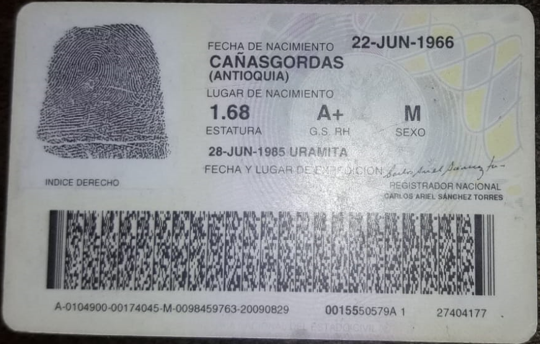 FECHA DE NACIMIENTO 22-JUN-1966
CAÑASGORDAS
(ANTIOQUIA)
LUGAR DE NACIMIENTO
1.68 A+ M
ESTATURA G.S. RH SEXO
28-JUN-1985 URAMITA
FECHA Y LUGAR DE EXPEDICION
INDICE DERECHO
REGISTRADOR NACIONAL
CARLOS ARIEL SÁNCHEZ TORRES
A-0104900-00174045-M-0098459763-20090829 0015550579A 1 27404177